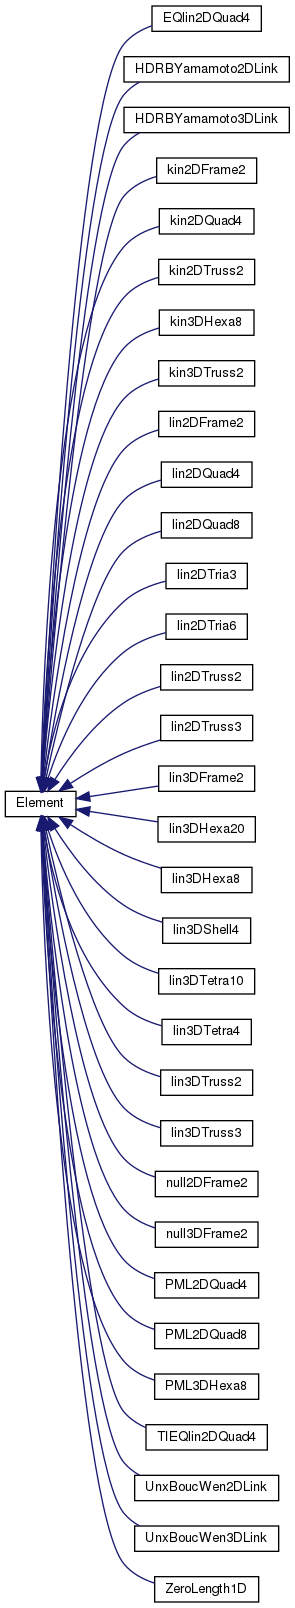 EQlin2DQuad4
HDRBYamamoto2DLink
HDRBYamamoto3DLink
kin2DFrame2
kin2DQuad4
kin2DTruss2
kin3DHexa8
kin3DTruss2
lin2DFrame2
lin2DQuad4
lin2DQuad8
lin2DTria3
lin2DTria6
lin2DTruss2
lin2DTruss3
lin3DFrame2
Element
lin3DHexa20
lin3DHexa8
lin3DShell4
lin3DTetra10
lin3DTetra4
lin3DTruss2
lin3DTruss3
null2DFrame2
null3DFrame2
PML2DQuad4
PML2DQuad8
PML3DHexa8
TIEQlin2DQuad4
UnxBoucWen2DLink
UnxBoucWen3DLink
ZeroLength1D